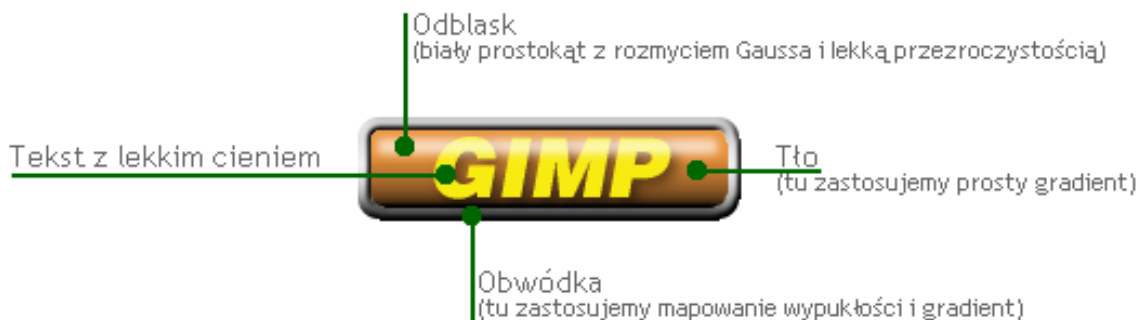 Odblask
(biały prostokąt z rozmyciem Gaussa i lekką przezroczystością)
Tekst z lekkim cieniem
GIMP
Tło
(tu zastosujemy prosty gradient)
Obwódka
(tu zastosujemy mapowanie wypukłości i gradient)